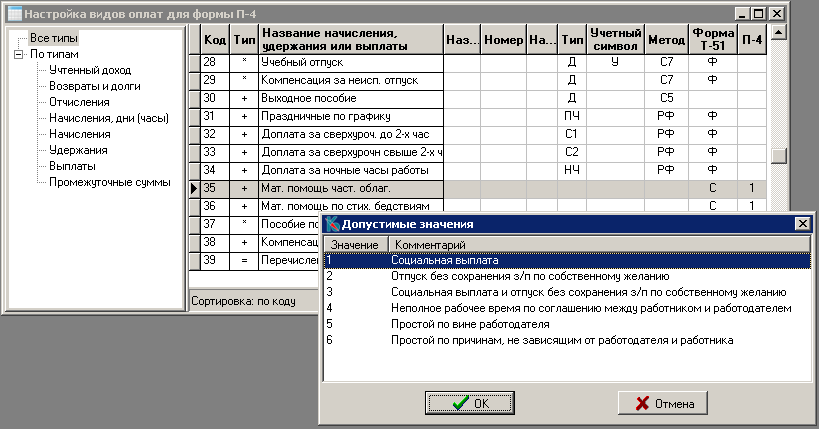 Настройка видов оплат для формы П-4
Все типы
По типам
Учтенный доход
Возвраты и долги
Отчисления
Начисления, дни (часы)
Начисления
Удержания
Выплаты
Промежуточные суммы
Код Тип Название начисления, удержания или выплаты Наз... Номер На... Тип Учетный символ Метод Форма Т-51 П-4
28 * Учебный отпуск Д У С7 Ф
29 * Компенсация за неисп. отпуск Д С7 Ф
30 + Выходное пособие Д С5
31 + Праздничные по графику ПЧ РФ Ф
32 + Доплата за сверхуроч. до 2-х час С1 РФ Ф
33 + Доплата за сверхурочн свыше 2-х ч С2 РФ Ф
34 + Доплата за ночные часы работы НЧ РФ Ф
35 + Мат. помощь част. облаг. С 1
36 + Мат. помощь по стих. бедствиям С 1
37 * Пособие по
38 + Компенсац
39 = Перечислен
Сортировка: по коду
Допустимые значения
Значение Комментарий
1 Социальная выплата
2 Отпуск без сохранения з/п по собственному желанию
3 Социальная выплата и отпуск без сохранения з/п по собственному желанию
4 Неполное рабочее время по соглашению между работником и работодателем
5 Простой по вине работодателя
6 Простой по причинам, не зависящим от работодателя и работника
OK Отмена